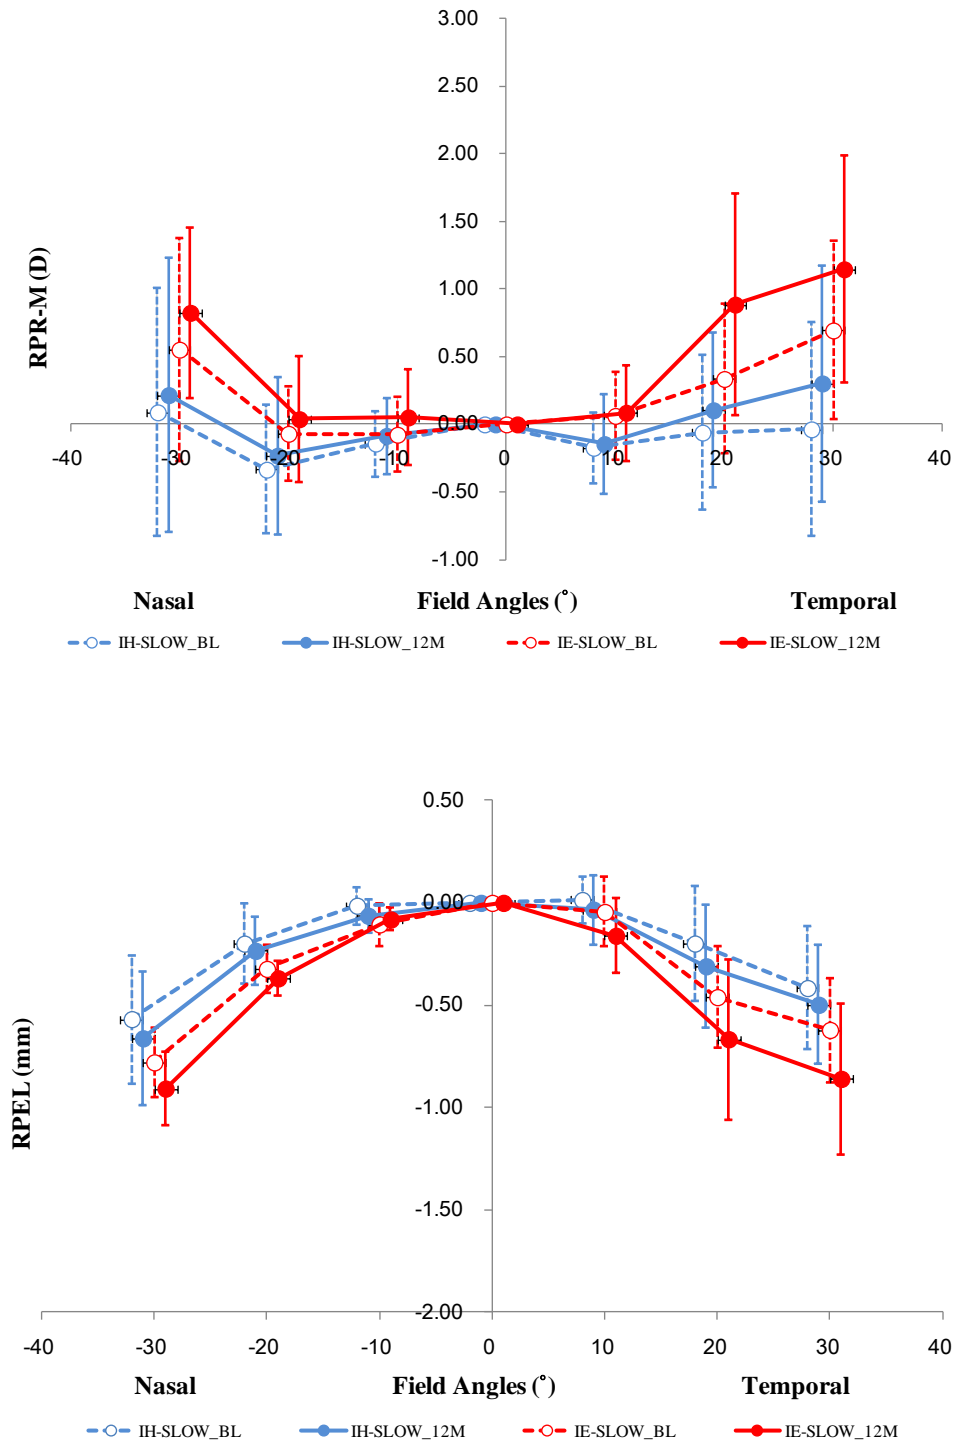 3.00
2.50
2.00
1.50
RPR-M (D)
1.00
0.50
0.00
-40 -30 -20 -10 0 10 20 30 40
-0.50
-1.00
Nasal Field Angles (°) Temporal
IH-SLOW_BL IH-SLOW_12M IE-SLOW_BL IE-SLOW_12M
0.50
0.00
-0.50
RPEL (mm)
-1.00
-1.50
-2.00
-40 -30 -20 -10 0 10 20 30 40
Nasal Field Angles (°) Temporal
IH-SLOW_BL IH-SLOW_12M IE-SLOW_BL IE-SLOW_12M